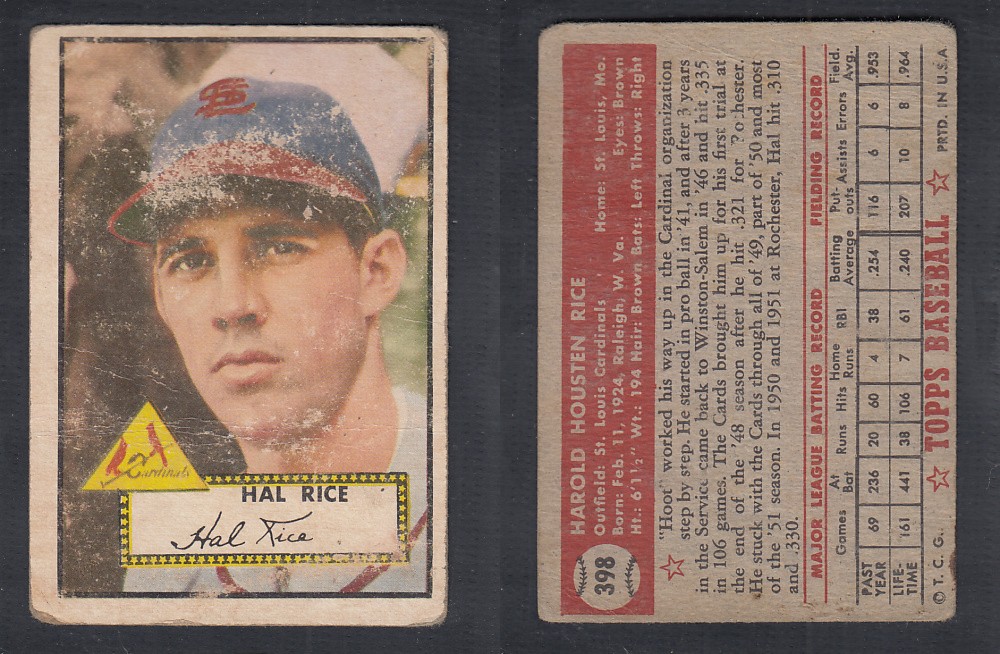 StL
Cardinals
HAL RICE
Hal Rice
398
HAROLD HOUSTEN RICE
Outfield: St. Louis Cardinals Home: St. Louis, Mo.
Born: Feb. 11, 1924, Raleigh, W. Va. Eyes: Brown
Ht.: 6'1½" Wt.: 194 Hair: Brown Bats: Left Throws: Right
"Hoot" worked his way up in the Cardinal organization
step by step. He started in pro ball in '41, and after 3 years
in the Service came back to Winston-Salem in '46 and hit .335
in 106 games. The Cards brought him up for his first trial at
the end of the '48 season after he hit .321 for Rochester.
He stuck with the Cards through all of '49, part of '50 and most
of the '51 season. In 1950 and 1951 at Rochester, Hal hit .310
and .330.
MAJOR LEAGUE BATTING RECORD FIELDING RECORD
Games At Bat Runs Hits Home Runs RBI Batting Average Put-outs Assists Errors Field. Avg.
PAST YEAR 69 236 20 60 4 38 .254 116 6 6 .953
LIFE-TIME 161 441 38 106 7 61 .240 207 10 8 .964
© T. C. G. TOPPS BASEBALL PRTD. IN U.S.A.